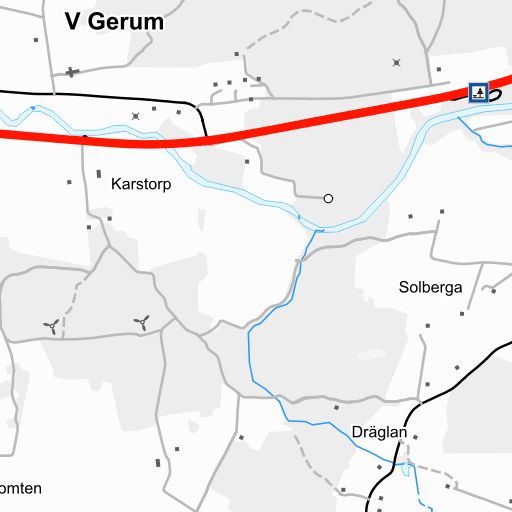 V Gerum
Karstorp
Solberga
Dräglan
omten